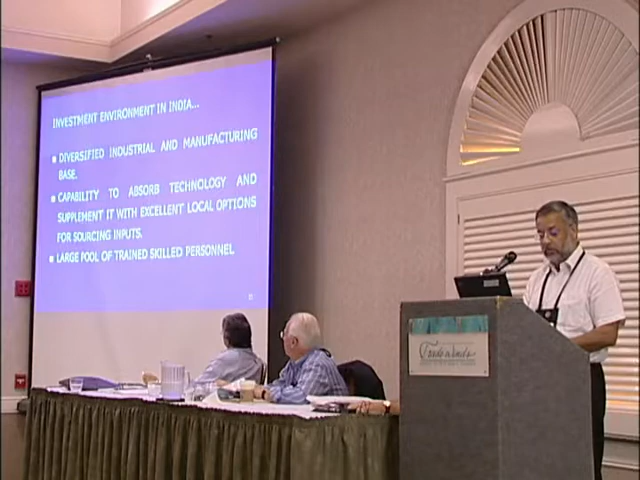 INVESTMENT ENVIRONMENT IN INDIA...
■ DIVERSIFIED INDUSTRIAL AND MANUFACTURING
BASE.
■ CAPABILITY TO ABSORB TECHNOLOGY AND
SUPPLEMENT IT WITH EXCELLENT LOCAL OPTIONS
FOR SOURCING INPUTS.
■ LARGE POOL OF TRAINED SKILLED PERSONNEL
Tradewinds